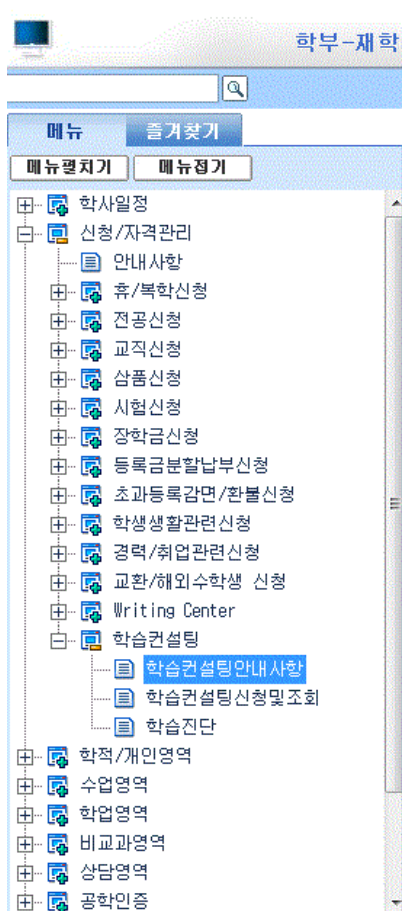 학부-재학
메뉴 즐겨찾기
메뉴펼치기 메뉴접기
학사일정
신청/자격관리
안내사항
휴/복학신청
전공신청
교직신청
삼품신청
시험신청
장학금신청
등록금분할납부신청
초과등록감면/환불신청
학생생활관련신청
경력/취업관련신청
교환/해외수학생 신청
Writing Center
학습컨설팅
학습컨설팅안내사항
학습컨설팅신청및조회
학습진단
학적/개인영역
수업영역
학업영역
비교과영역
상담영역
공학인증